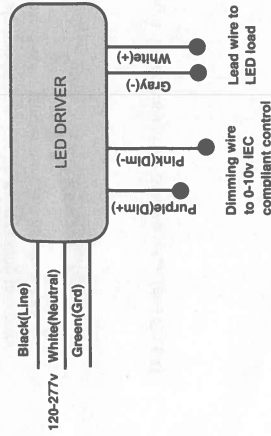 LED DRIVER
Black(Line)
120-277v White(Neutral)
Green(Grd)
White(+)
Gray(-)
Pink(Dim-)
Purple(Dim+)
Lead wire to
LED load
Dimming wire
to 0-10v IEC
compliant control